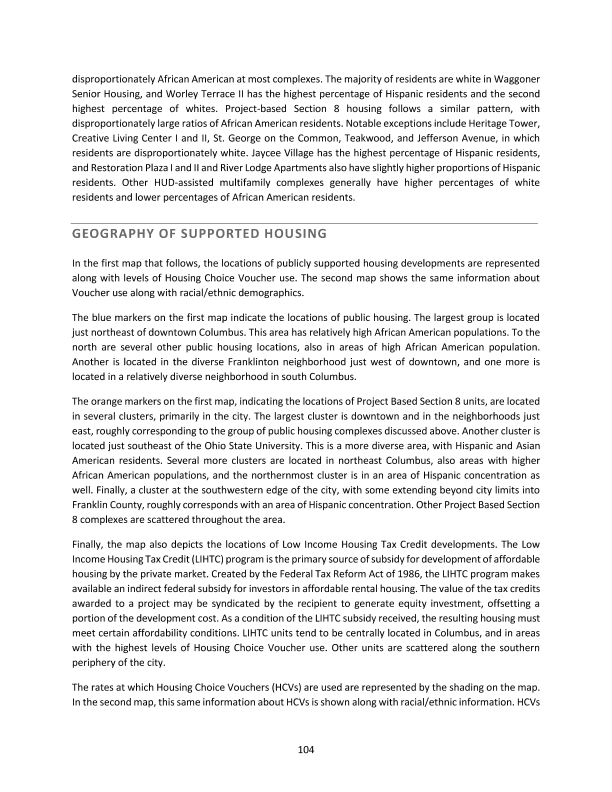 disproportionately African American at most complexes. The majority of residents are white in Waggoner
Senior Housing, and Worley Terrace II has the highest percentage of Hispanic residents and the second
highest percentage of whites. Project-based Section 8 housing follows a similar pattern, with
disproportionately large ratios of African American residents. Notable exceptions include Heritage Tower,
Creative Living Center I and II, St. George on the Common, Teakwood, and Jefferson Avenue, in which
residents are disproportionately white. Jaycee Village has the highest percentage of Hispanic residents,
and Restoration Plaza I and II and River Lodge Apartments also have slightly higher proportions of Hispanic
residents. Other HUD-assisted multifamily complexes generally have higher percentages of white
residents and lower percentages of African American residents.
GEOGRAPHY OF SUPPORTED HOUSING
In the first map that follows, the locations of publicly supported housing developments are represented
along with levels of Housing Choice Voucher use. The second map shows the same information about
Voucher use along with racial/ethnic demographics.
The blue markers on the first map indicate the locations of public housing. The largest group is located
just northeast of downtown Columbus. This area has relatively high African American populations. To the
north are several other public housing locations, also in areas of high African American population.
Another is located in the diverse Franklinton neighborhood just west of downtown, and one more is
located in a relatively diverse neighborhood in south Columbus.
The orange markers on the first map, indicating the locations of Project Based Section 8 units, are located
in several clusters, primarily in the city. The largest cluster is downtown and in the neighborhoods just
east, roughly corresponding to the group of public housing complexes discussed above. Another cluster is
located just southeast of the Ohio State University. This is a more diverse area, with Hispanic and Asian
American residents. Several more clusters are located in northeast Columbus, also areas with higher
African American populations, and the northernmost cluster is in an area of Hispanic concentration as
well. Finally, a cluster at the southwestern edge of the city, with some extending beyond city limits into
Franklin County, roughly corresponds with an area of Hispanic concentration. Other Project Based Section
8 complexes are scattered throughout the area.
Finally, the map also depicts the locations of Low Income Housing Tax Credit developments. The Low
Income Housing Tax Credit (LIHTC) program is the primary source of subsidy for development of affordable
housing by the private market. Created by the Federal Tax Reform Act of 1986, the LIHTC program makes
available an indirect federal subsidy for investors in affordable rental housing. The value of the tax credits
awarded to a project may be syndicated by the recipient to generate equity investment, offsetting a
portion of the development cost. As a condition of the LIHTC subsidy received, the resulting housing must
meet certain affordability conditions. LIHTC units tend to be centrally located in Columbus, and in areas
with the highest levels of Housing Choice Voucher use. Other units are scattered along the southern
periphery of the city.
The rates at which Housing Choice Vouchers (HCVs) are used are represented by the shading on the map.
In the second map, this same information about HCVs is shown along with racial/ethnic information. HCVs
104